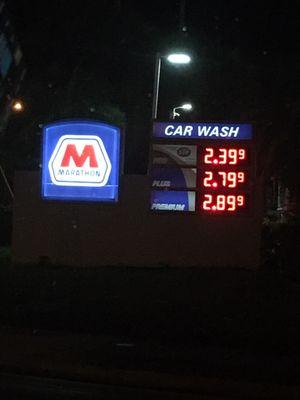 CAR WASH
M
MARATHON
2.39 9
PLUS 2.79 9
PREMIUM 2.89 9